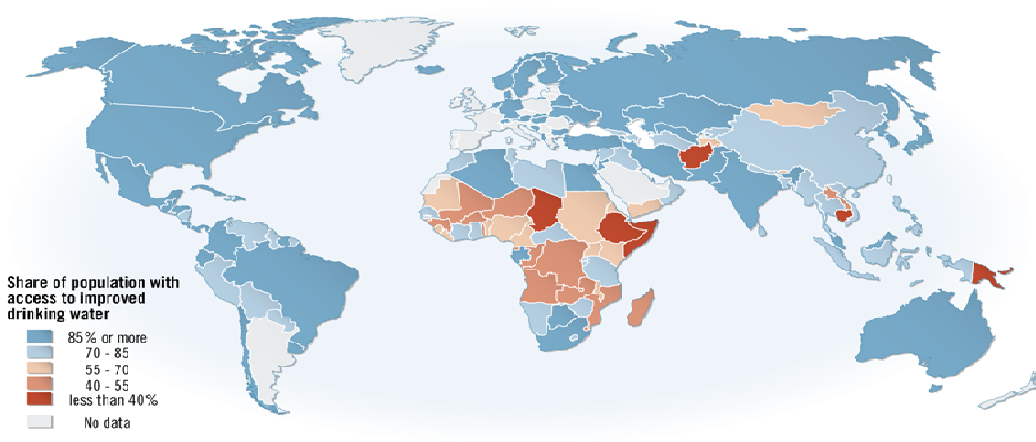 Share of population with
access to improved
drinking water
85% or more
70 - 85
55 - 70
40 - 55
less than 40%
No data